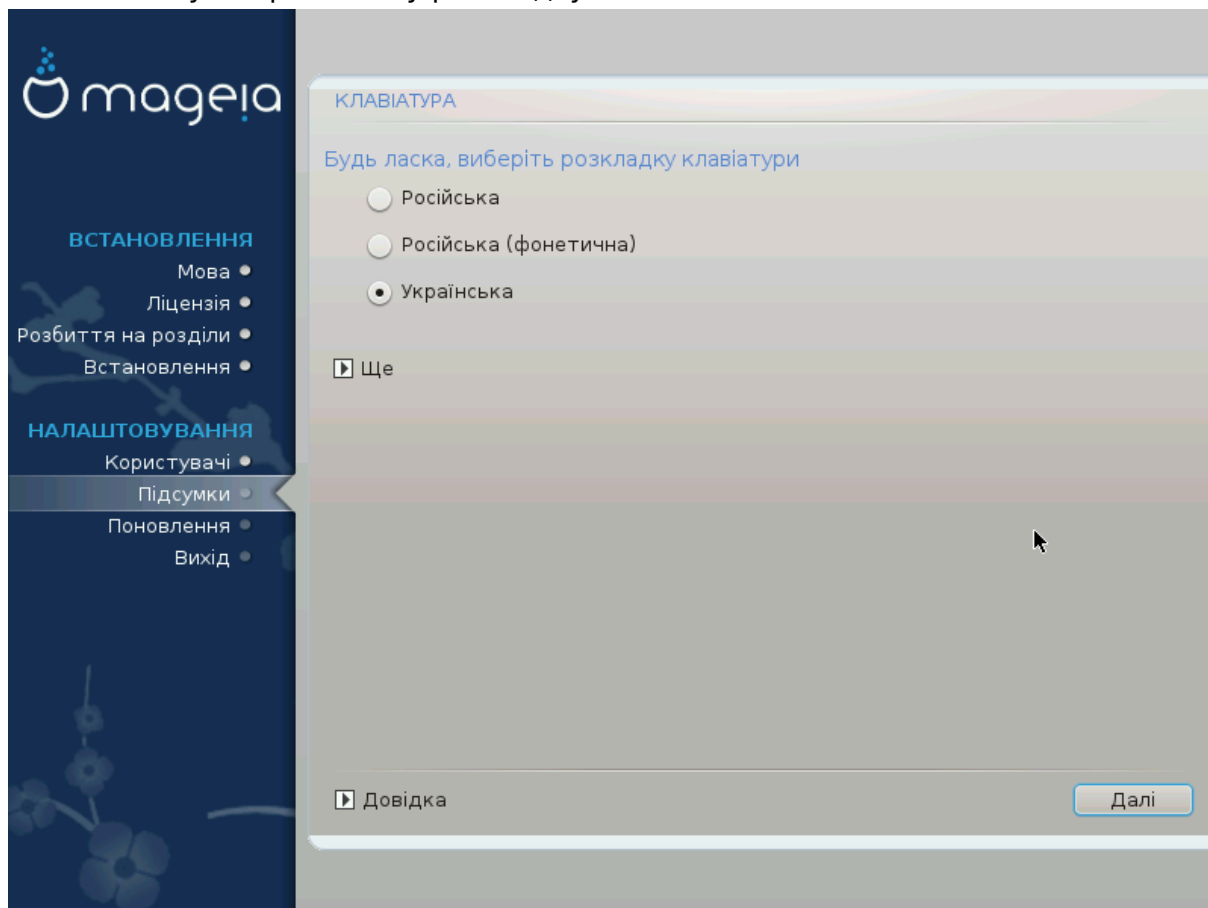 mageia
КЛАВІАТУРА
Будь ласка, виберіть розкладку клавіатури
Російська
Російська (фонетична)
Українська
Ще
ВСТАНОВЛЕННЯ
Мова
Ліцензія
Розбиття на розділи
Встановлення
НАЛАШТОВУВАННЯ
Користувачі
Підсумки
Поновлення
Вихід
Довідка
Далі